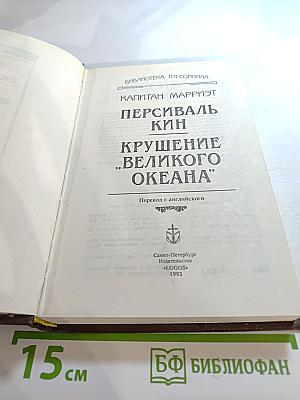 БИБЛИОТЕКА П.П.СОЙКИНА
КАПИТАН МАРРИЭТ
ПЕРСИВАЛЬ
КИН
КРУШЕНИЕ
„ВЕЛИКОГО
ОКЕАНА"
Перевод с английского
Санкт-Петербург
Издательство
«LOGOS»
1993
15 см
БФ БИБЛИОФАН